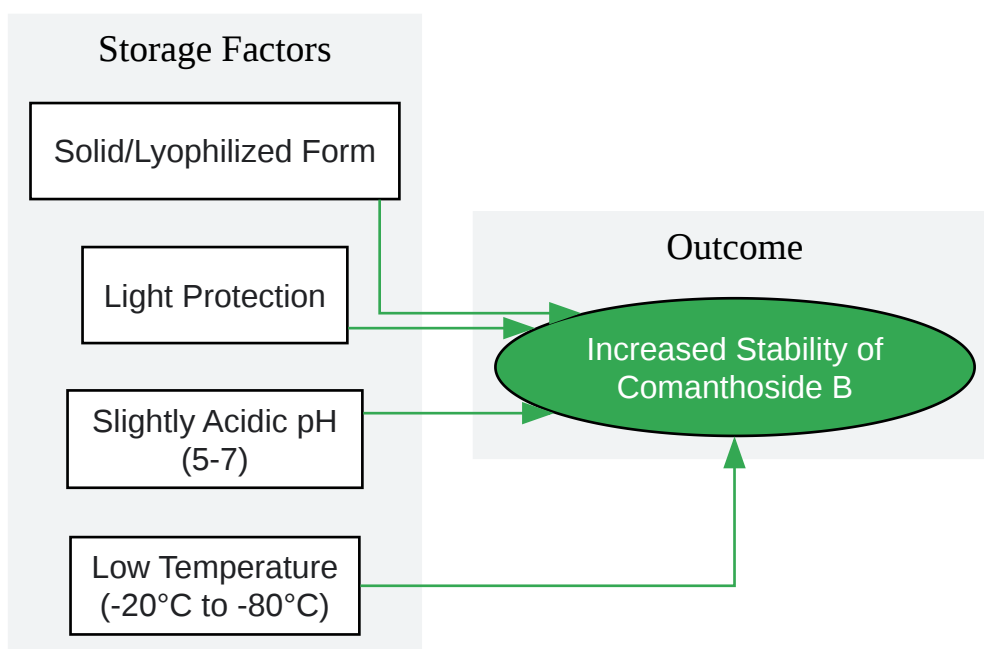 Storage Factors
Solid/Lyophilized Form
Light Protection
Slightly Acidic pH
(5-7)
Low Temperature
(-20°C to -80°C)
Outcome
Increased Stability of
Comanthoside B